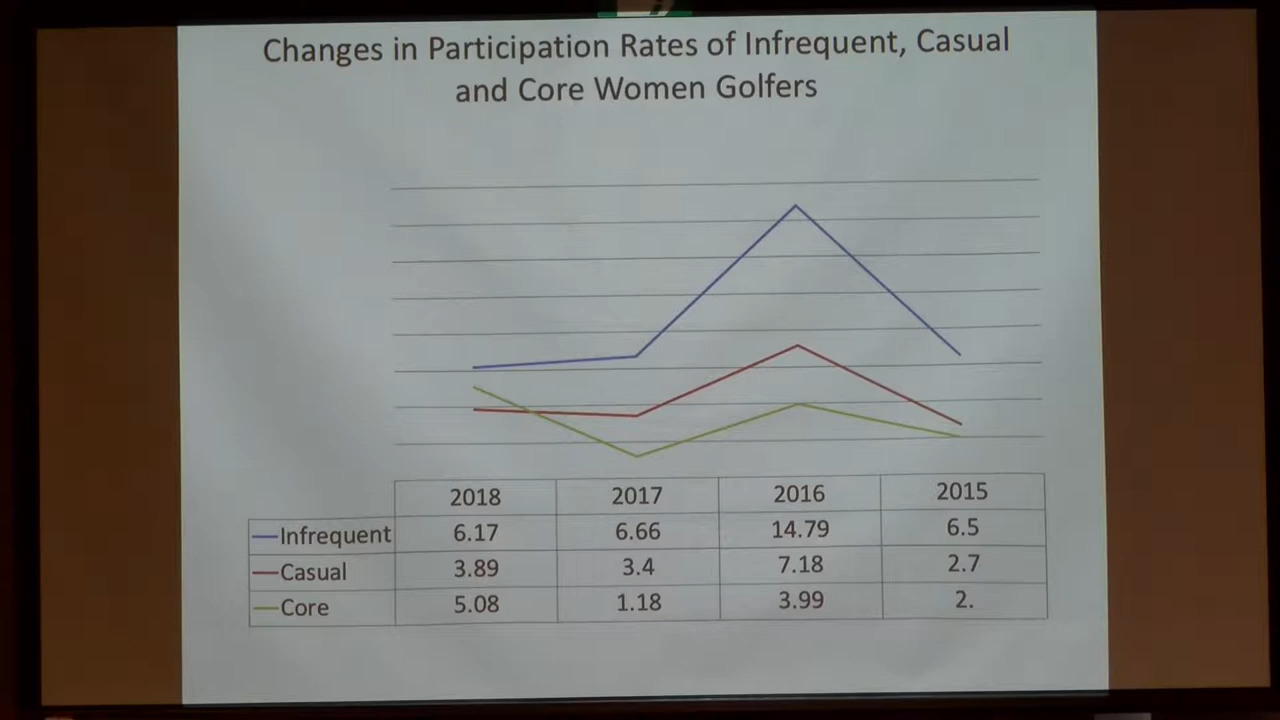 Changes in Participation Rates of Infrequent, Casual
and Core Women Golfers
2018 2017 2016 2015
Infrequent 6.17 6.66 14.79 6.5
Casual 3.89 3.4 7.18 2.7
Core 5.08 1.18 3.99 2.